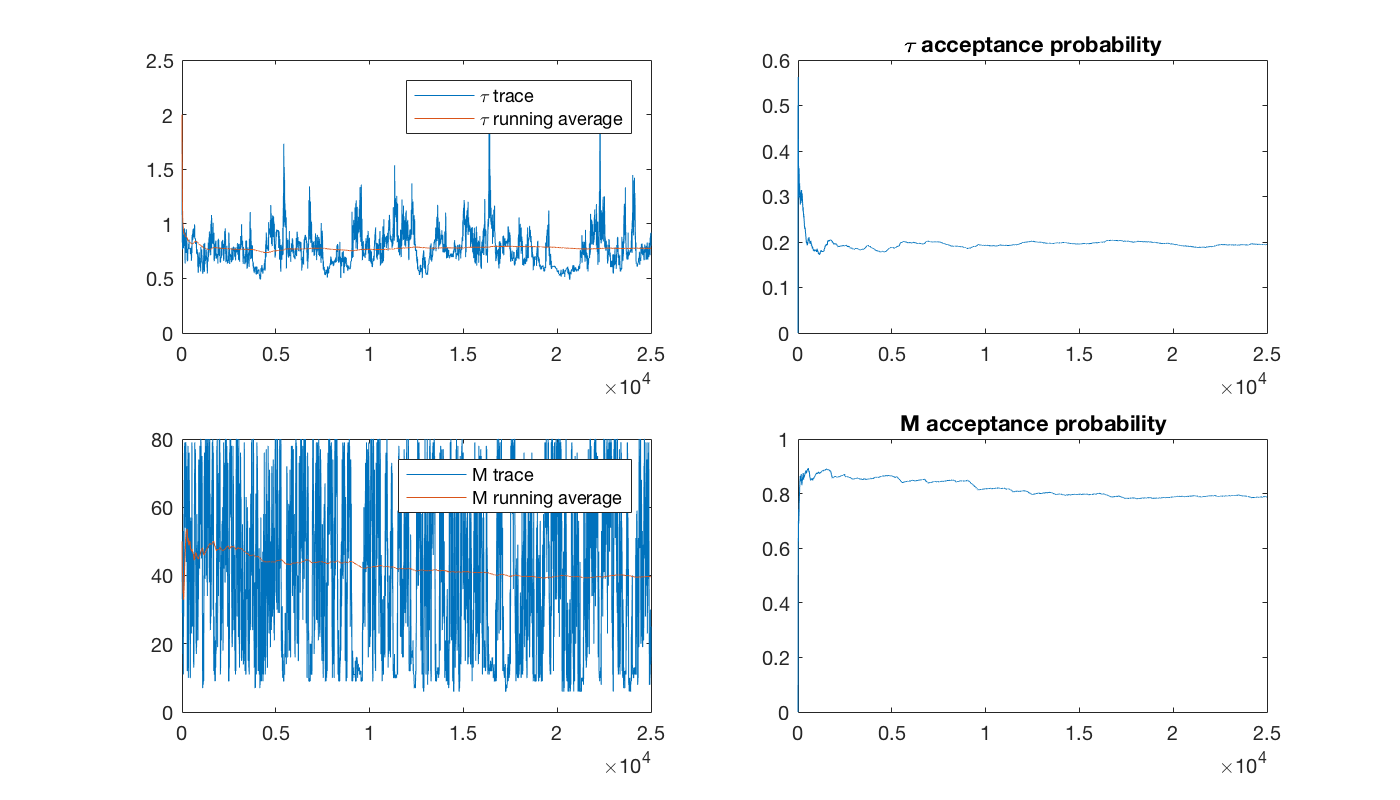 τ acceptance probability
2.5
2
1.5
1
0.5
0
τ trace
τ running average
0 0.5 1 1.5 2 2.5
×10^4
0.6
0.5
0.4
0.3
0.2
0.1
0
0 0.5 1 1.5 2 2.5
×10^4
M acceptance probability
80
60
40
20
0
M trace
M running average
0 0.5 1 1.5 2 2.5
×10^4
1
0.8
0.6
0.4
0.2
0
0 0.5 1 1.5 2 2.5
×10^4